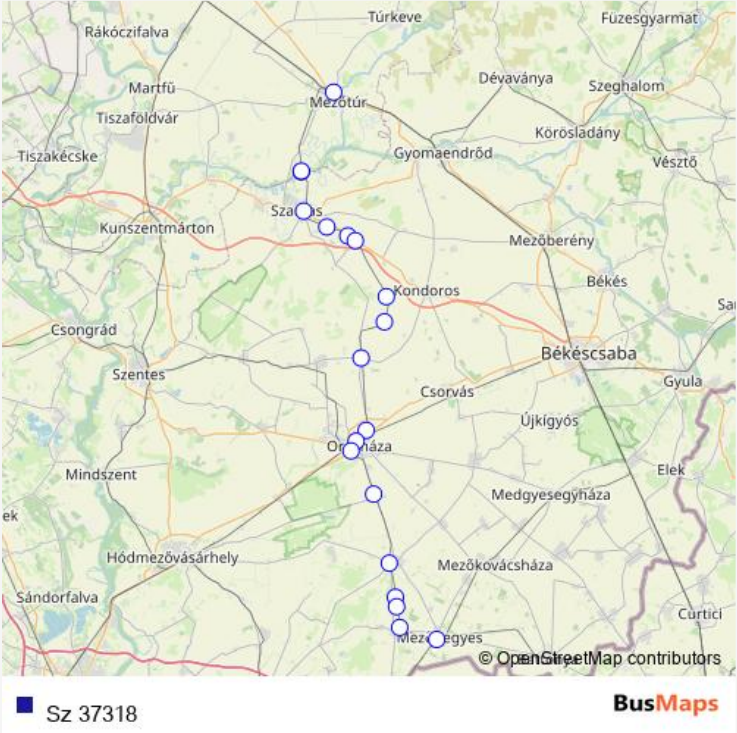 Túrkeve
Füzesgyarmat
Rákóczifalva
Dévaványa
Szeghalom
Martfű
Mezőtúr
Tiszaföldvár
Körösladány
Tiszakécske
Gyomaendrőd
Vésztő
Kunszentmárton
Mezőberény
Kondoros
Békés
Csongrád
Békéscsaba
Szentes
Gyula
Csorvás
Újkígyós
Mindszent
Elek
Medgyesegyháza
ek
Hódmezővásárhely
Mezőkovácsháza
Sándorfalva
Curtici
© OpenStreetMap contributors
Sz 37318
BusMaps